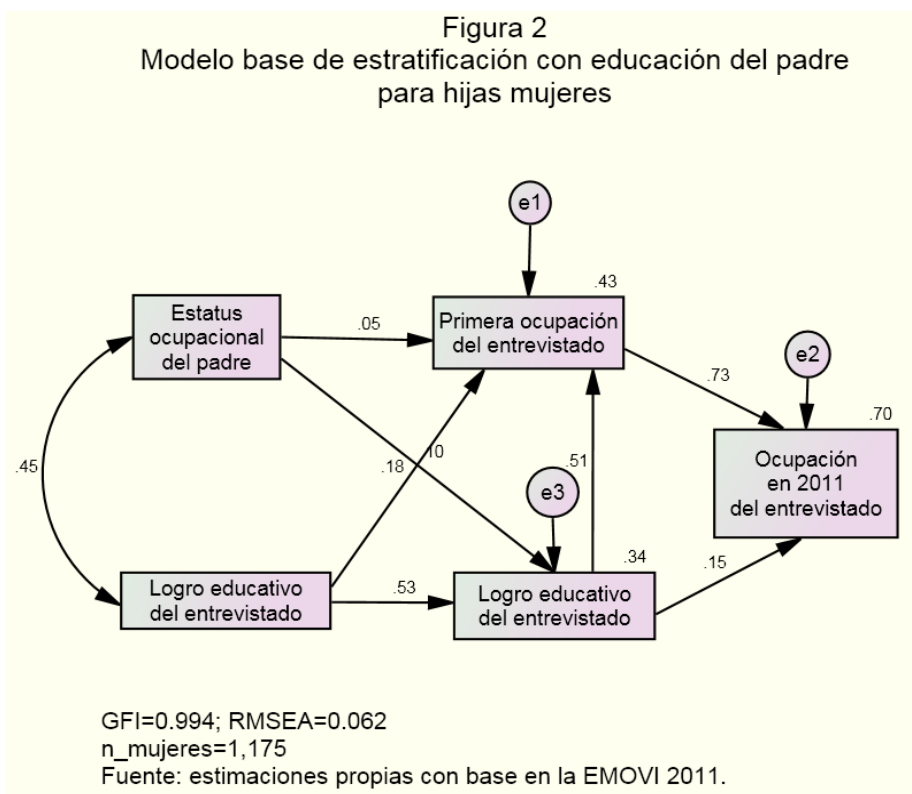 Figura 2
Modelo base de estratificación con educación del padre
para hijas mujeres
e1
.43
Estatus
ocupacional
del padre
.05
Primera ocupación
del entrevistado
e2
.73
.70
.45
.18
.10
.51
Ocupación
en 2011
del entrevistado
e3
.34
.15
Logro educativo
del entrevistado
.53
Logro educativo
del entrevistado
GFI=0.994; RMSEA=0.062
n_mujeres=1,175
Fuente: estimaciones propias con base en la EMOVI 2011.